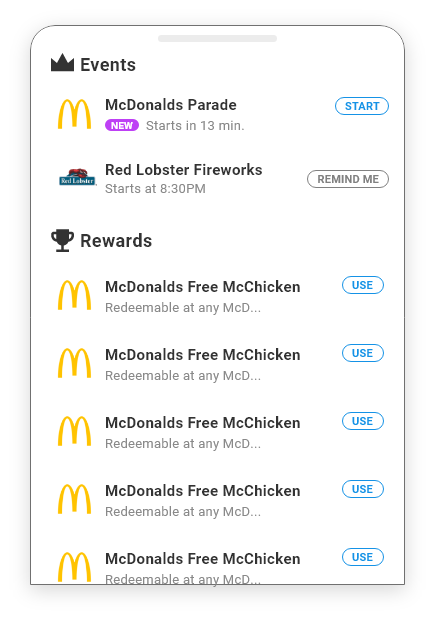 Events
McDonalds Parade
START
NEW Starts in 13 min.
Red Lobster
Red Lobster Fireworks
REMIND ME
Starts at 8:30PM
Rewards
McDonalds Free McChicken
USE
Redeemable at any McD...
McDonalds Free McChicken
USE
Redeemable at any McD...
McDonalds Free McChicken
USE
Redeemable at any McD...
McDonalds Free McChicken
USE
Redeemable at any McD...
McDonalds Free McChicken
USE
Redeemable at any McD...